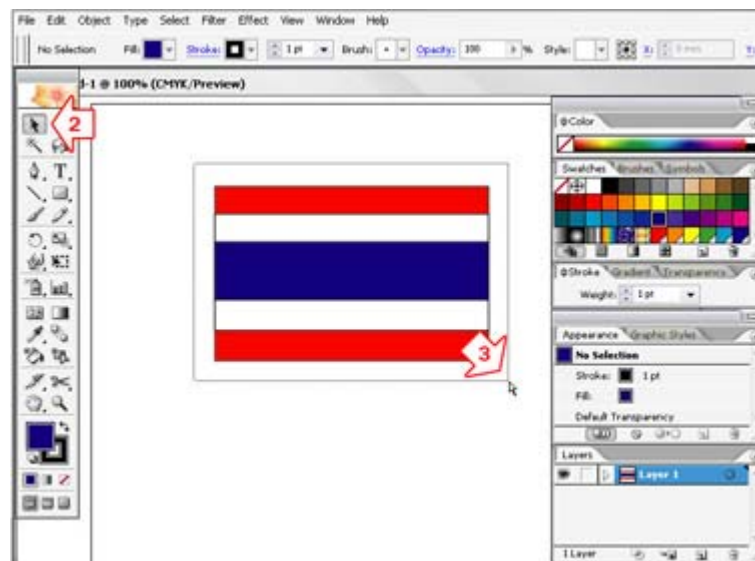 File Edit Object Type Select Filter Effect View Window Help
No Selection Fill: Stroke: 1 pt Brush: Opacity: 100 % Style: X: 0 mm Y:
d-1 @ 100% (CMYK/Preview)
2
Color
Swatches Brushes Symbols
Stroke Gradient Transparency
Weight: 1 pt
3
Appearance Graphic Styles
No Selection
Stroke: 1 pt
Fill:
Default Transparency
Layers
Layer 1
1 Layer